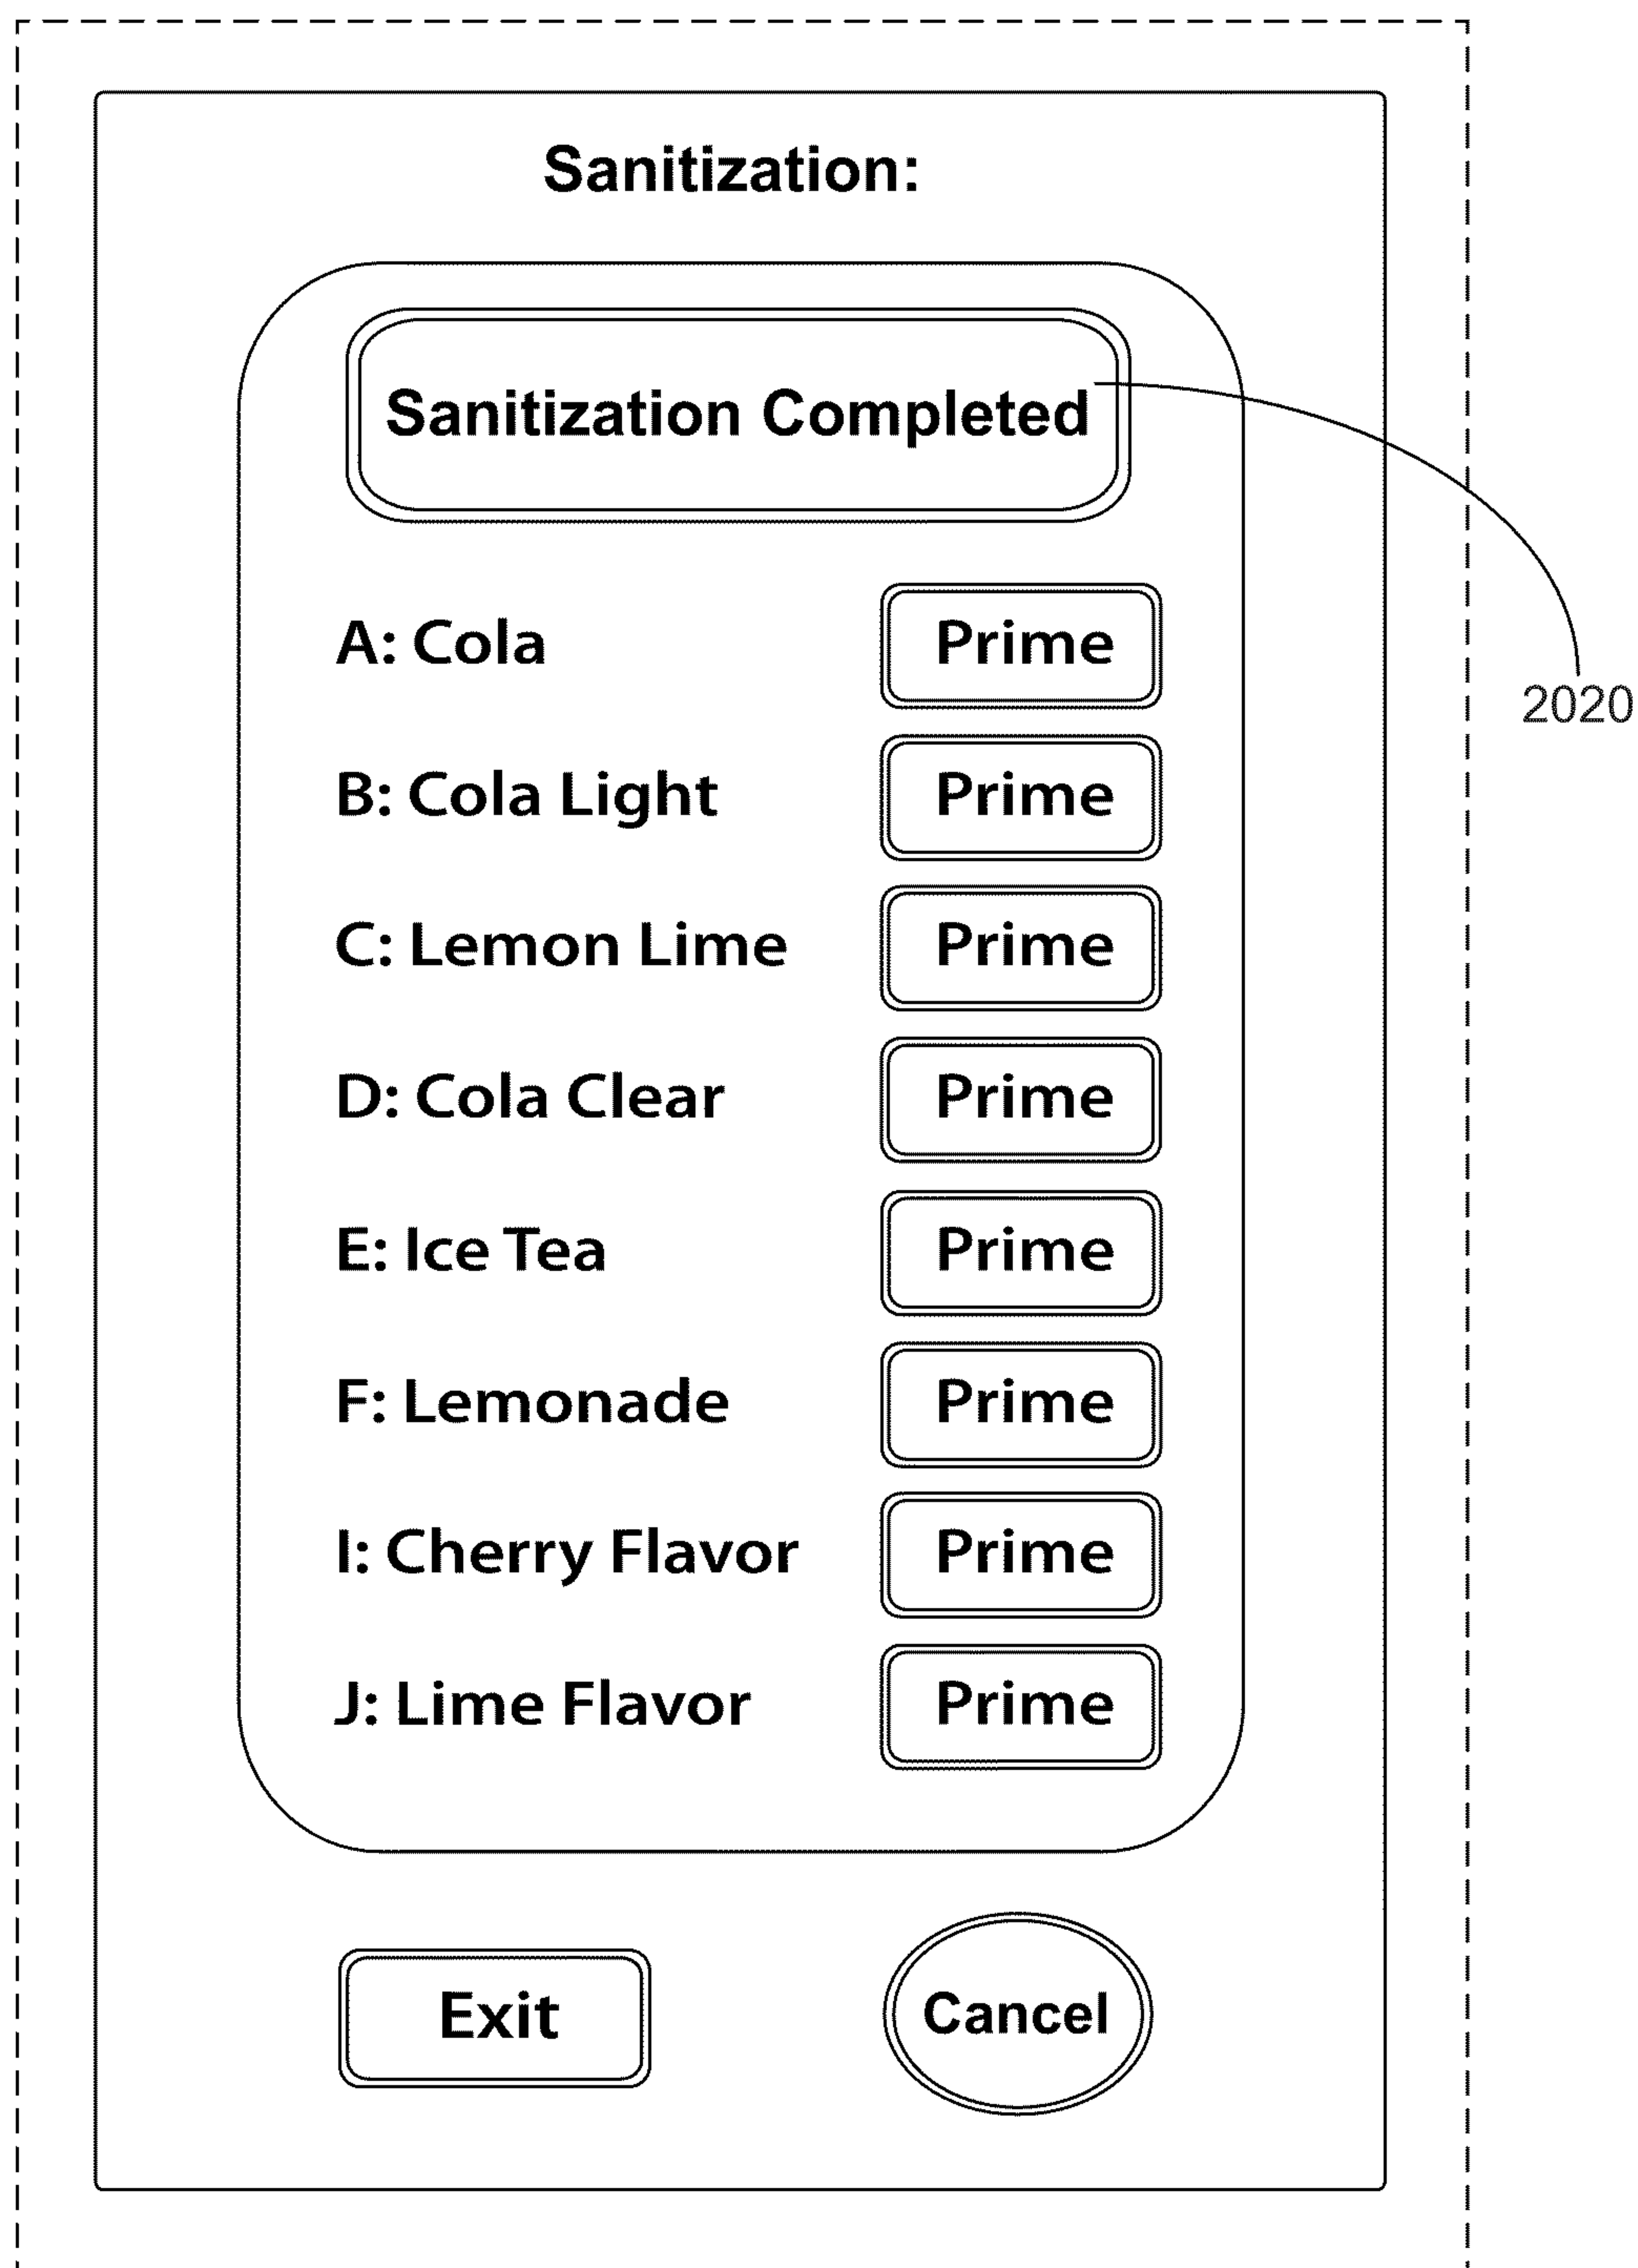 Sanitization:
Sanitization Completed
A: Cola Prime
2020
B: Cola Light Prime
C: Lemon Lime Prime
D: Cola Clear Prime
E: Ice Tea Prime
F: Lemonade Prime
I: Cherry Flavor Prime
J: Lime Flavor Prime
Exit Cancel